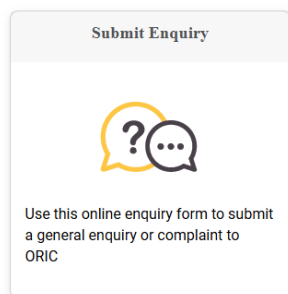 Submit Enquiry
?
Use this online enquiry form to submit
a general enquiry or complaint to
ORIC